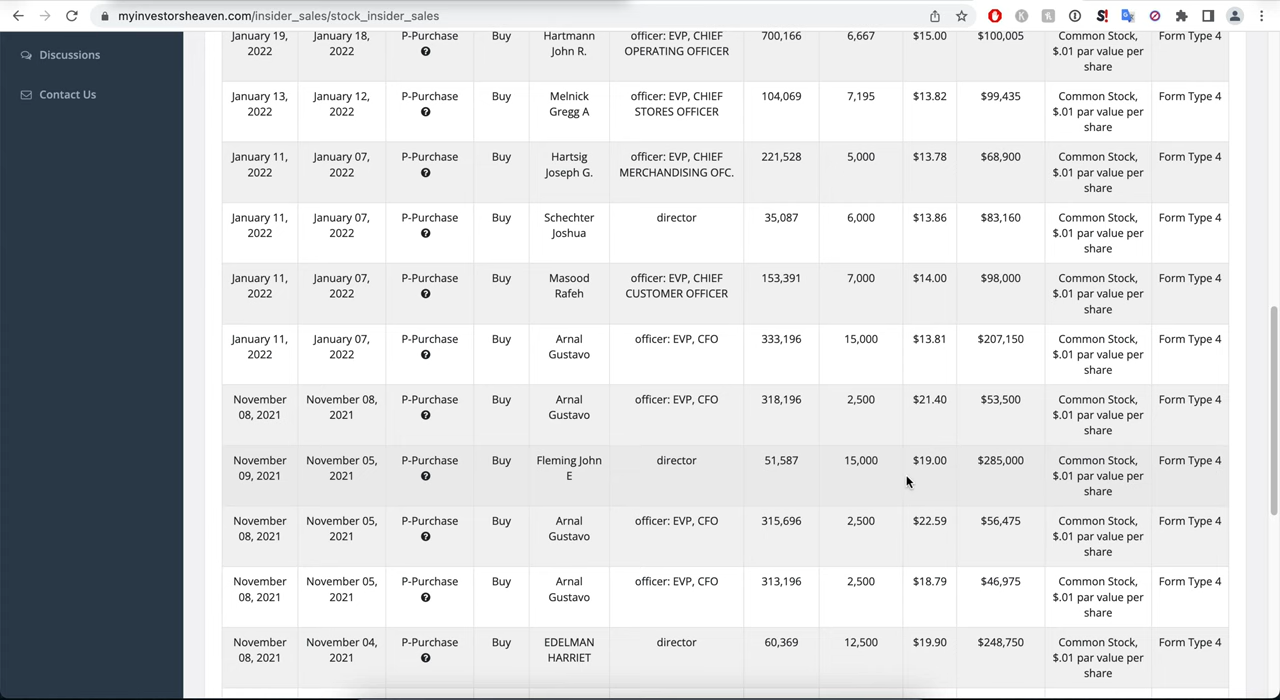 myinvestorsheaven.com/insider_sales/stock_insider_sales
Discussions
Contact Us
January 19, 2022 January 18, 2022 P-Purchase ? Buy Hartmann John R. officer: EVP, CHIEF OPERATING OFFICER 700,166 6,667 $15.00 $100,005 Common Stock, $.01 par value per share Form Type 4
January 13, 2022 January 12, 2022 P-Purchase ? Buy Melnick Gregg A officer: EVP, CHIEF STORES OFFICER 104,069 7,195 $13.82 $99,435 Common Stock, $.01 par value per share Form Type 4
January 11, 2022 January 07, 2022 P-Purchase ? Buy Hartsig Joseph G. officer: EVP, CHIEF MERCHANDISING OFC. 221,528 5,000 $13.78 $68,900 Common Stock, $.01 par value per share Form Type 4
January 11, 2022 January 07, 2022 P-Purchase ? Buy Schechter Joshua director 35,087 6,000 $13.86 $83,160 Common Stock, $.01 par value per share Form Type 4
January 11, 2022 January 07, 2022 P-Purchase ? Buy Masood Rafeh officer: EVP, CHIEF CUSTOMER OFFICER 153,391 7,000 $14.00 $98,000 Common Stock, $.01 par value per share Form Type 4
January 11, 2022 January 07, 2022 P-Purchase ? Buy Arnal Gustavo officer: EVP, CFO 333,196 15,000 $13.81 $207,150 Common Stock, $.01 par value per share Form Type 4
November 08, 2021 November 08, 2021 P-Purchase ? Buy Arnal Gustavo officer: EVP, CFO 318,196 2,500 $21.40 $53,500 Common Stock, $.01 par value per share Form Type 4
November 09, 2021 November 05, 2021 P-Purchase ? Buy Fleming John E director 51,587 15,000 $19.00 $285,000 Common Stock, $.01 par value per share Form Type 4
November 08, 2021 November 05, 2021 P-Purchase ? Buy Arnal Gustavo officer: EVP, CFO 315,696 2,500 $22.59 $56,475 Common Stock, $.01 par value per share Form Type 4
November 08, 2021 November 05, 2021 P-Purchase ? Buy Arnal Gustavo officer: EVP, CFO 313,196 2,500 $18.79 $46,975 Common Stock, $.01 par value per share Form Type 4
November 08, 2021 November 04, 2021 P-Purchase ? Buy EDELMAN HARRIET director 60,369 12,500 $19.90 $248,750 Common Stock, $.01 par value per share Form Type 4